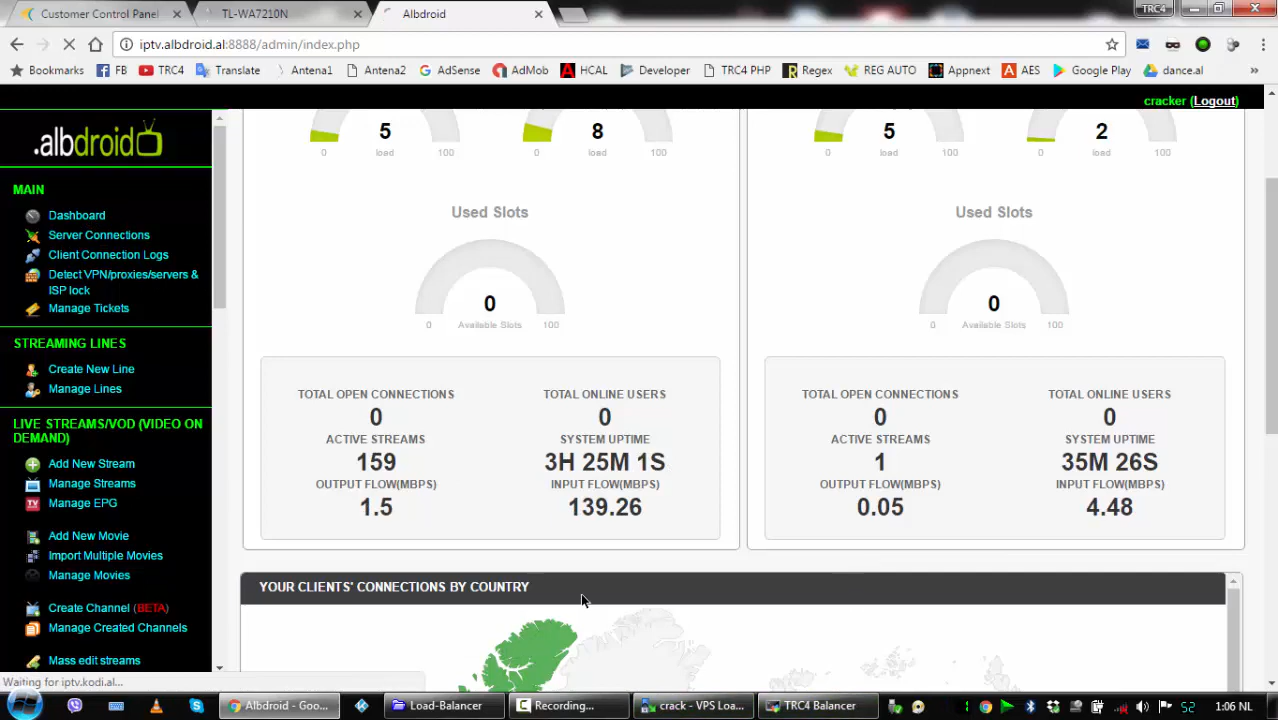 Customer Control Panel
TL-WA7210N
Albdroid
TRC4
iptv.albdroid.al:8888/admin/index.php
Bookmarks
FB
TRC4
Translate
Antena1
Antena2
AdSense
AdMob
HCAL
Developer
TRC4 PHP
Regex
REG AUTO
Appnext
AES
Google Play
dance.al
»
cracker (Logout)
.albdroid
MAIN
Dashboard
Server Connections
Client Connection Logs
Detect VPN/proxies/servers &
ISP lock
Manage Tickets
STREAMING LINES
Create New Line
Manage Lines
LIVE STREAMS/VOD (VIDEO ON
DEMAND)
Add New Stream
Manage Streams
Manage EPG
Add New Movie
Import Multiple Movies
Manage Movies
Create Channel (BETA)
Manage Created Channels
Mass edit streams
5
0 load 100
8
0 load 100
5
0 load 100
2
0 load 100
Used Slots
0
0 Available Slots 100
Used Slots
0
0 Available Slots 100
TOTAL OPEN CONNECTIONS
0
TOTAL ONLINE USERS
0
ACTIVE STREAMS
159
SYSTEM UPTIME
3H 25M 1S
OUTPUT FLOW(MBPS)
1.5
INPUT FLOW(MBPS)
139.26
TOTAL OPEN CONNECTIONS
0
TOTAL ONLINE USERS
0
ACTIVE STREAMS
1
SYSTEM UPTIME
35M 26S
OUTPUT FLOW(MBPS)
0.05
INPUT FLOW(MBPS)
4.48
YOUR CLIENTS' CONNECTIONS BY COUNTRY
Waiting for iptv.kodi.al...
Albdroid - Goo...
Load-Balancer
Recording...
crack - VPS Loa...
TRC4 Balancer
52
1:06 NL